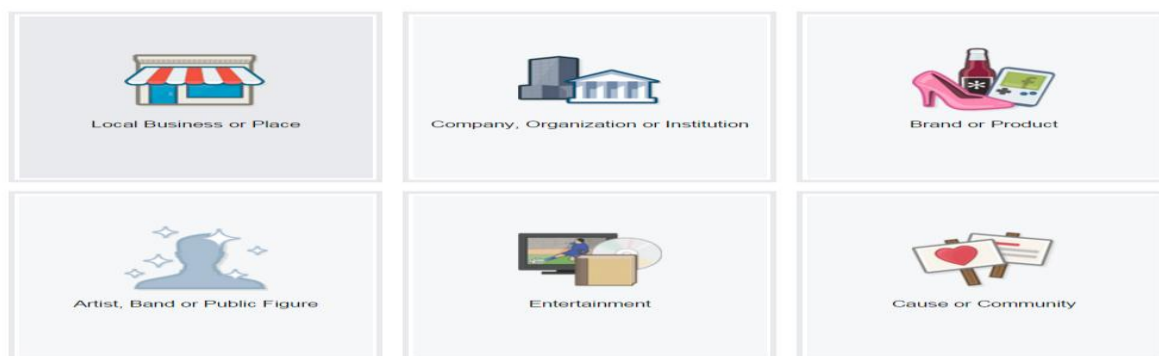 Local Business or Place
Company, Organization or Institution
Brand or Product
Artist, Band or Public Figure
Entertainment
Cause or Community